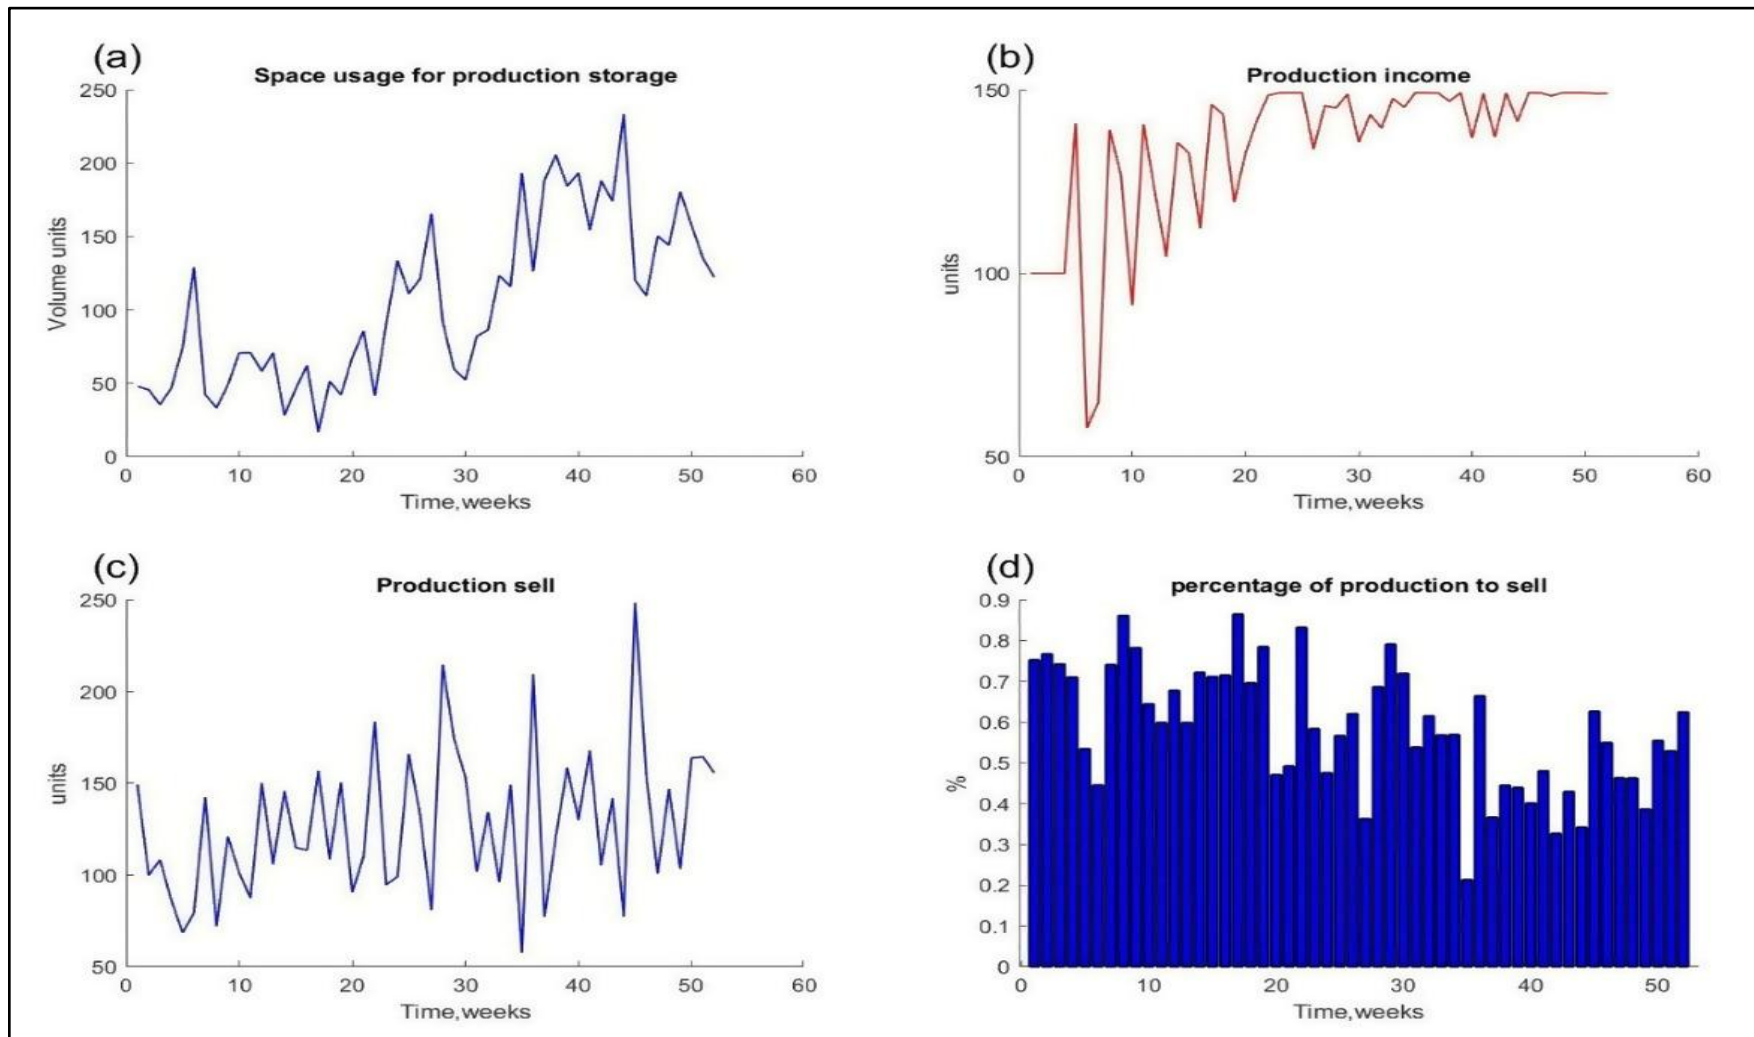 (a)
Space usage for production storage
250
200
150
100
50
0
Volume units
0 10 20 30 40 50 60
Time,weeks
(b)
Production income
150
100
50
units
0 10 20 30 40 50 60
Time,weeks
(c)
Production sell
250
200
150
100
50
units
0 10 20 30 40 50 60
Time,weeks
(d)
percentage of production to sell
0.9
0.8
0.7
0.6
0.5
0.4
0.3
0.2
0.1
0
%
0 10 20 30 40 50
Time,weeks